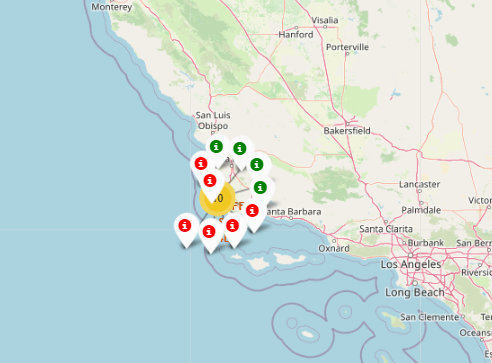 Monterey
Visalia
Hanford
Porterville
San Luis
Obispo
Bakersfield
Lancaster
Palmdale
Santa Barbara
Santa Clarita
Oxnard
Burbank
San Ber
Los Angeles
Riversi
Long Beach
San Clemente
Oceans